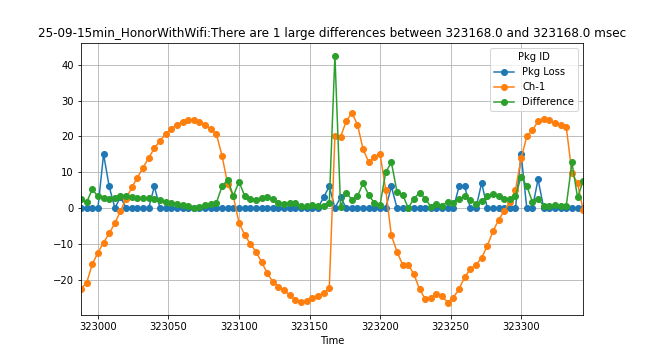 25-09-15min_HonorWithWifi:There are 1 large differences between 323168.0 and 323168.0 msec
Pkg ID
Pkg Loss
Ch-1
Difference
40
30
20
10
0
−10
−20
323000 323050 323100 323150 323200 323250 323300
Time